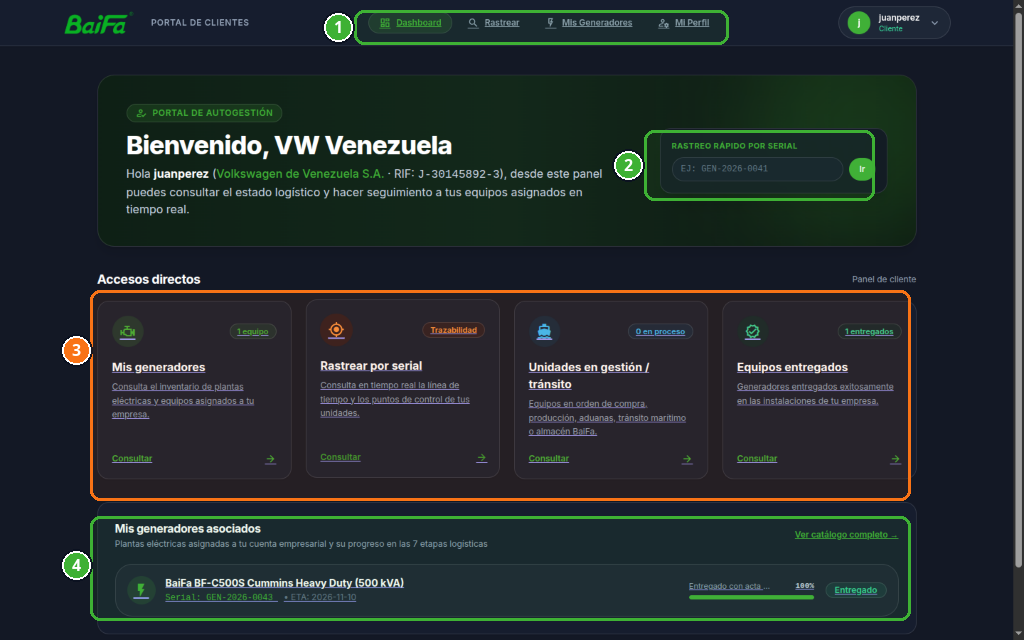 BaiFa PORTAL DE CLIENTES
1 Dashboard Rastrear Mis Generadores Mi Perfil
j juanperez
Cliente
PORTAL DE AUTOGESTIÓN
Bienvenido, VW Venezuela
Hola juanperez (Volkswagen de Venezuela S.A. · RIF: J-30145892-3), desde este panel
puedes consultar el estado logístico y hacer seguimiento a tus equipos asignados en
tiempo real.
2
RASTREO RÁPIDO POR SERIAL
EJ: GEN-2026-0041 Ir
Accesos directos Panel de cliente
3
1 equipo
Mis generadores
Consulta el inventario de plantas
eléctricas y equipos asignados a tu
empresa.
Consultar →
Trazabilidad
Rastrear por serial
Consulta en tiempo real la línea de
tiempo y los puntos de control de tus
unidades.
Consultar →
0 en proceso
Unidades en gestión /
tránsito
Equipos en orden de compra,
producción, aduanas, tránsito marítimo
o almacén BaiFa.
Consultar →
1 entregados
Equipos entregados
Generadores entregados exitosamente
en las instalaciones de tu empresa.
Consultar →
4
Mis generadores asociados
Plantas eléctricas asignadas a tu cuenta empresarial y su progreso en las 7 etapas logísticas
Ver catálogo completo →
BaiFa BF-C500S Cummins Heavy Duty (500 kVA)
Serial: GEN-2026-0043 • ETA: 2026-11-10
Entregado con acta ... 100% Entregado